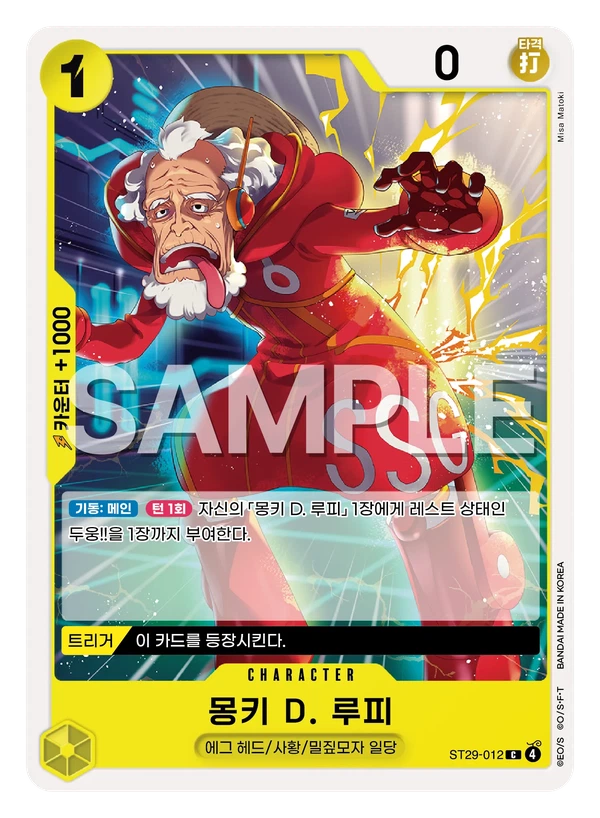 1
0
타격
打
Misa Matoki
카운터 +1000
SSG
SAMPLE
기동: 메인 턴 1회 자신의 「몽키 D. 루피」 1장에게 레스트 상태인
두웅!!을 1장까지 부여한다.
트리거 이 카드를 등장시킨다.
CHARACTER
몽키 D. 루피
에그 헤드/사황/밀짚모자 일당
ST29-012 C 4
©EO/S ©O/S·F·T BANDAI MADE IN KOREA